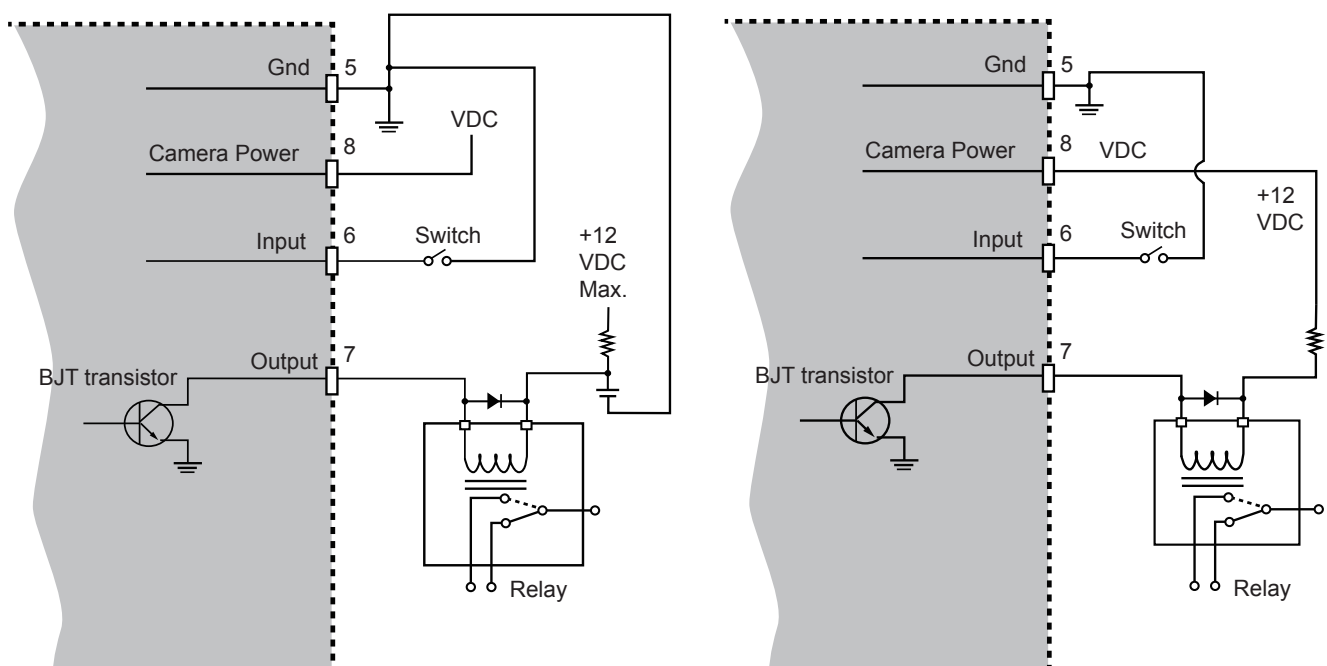 Gnd
5
VDC
Camera Power
8
Input
6
Switch
+12
VDC
Max.
Output
7
BJT transistor
Relay
Gnd
5
Camera Power
8
VDC
+12
VDC
Input
6
Switch
Output
7
BJT transistor
Relay